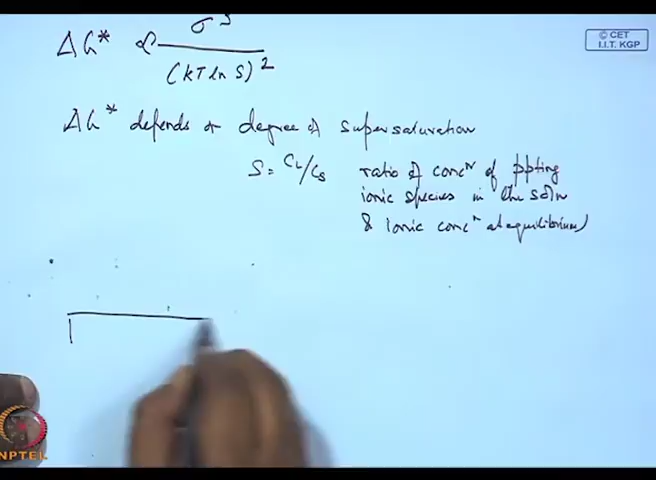 © CET
I.I.T. KGP
ΔG* ∝ σ³
(kT ln S)²
ΔG* depends on degree of supersaturation
S = CL/CS ratio of concⁿ of ppting
ionic species in the solⁿ
& ionic concⁿ at equilibrium)
NPTEL